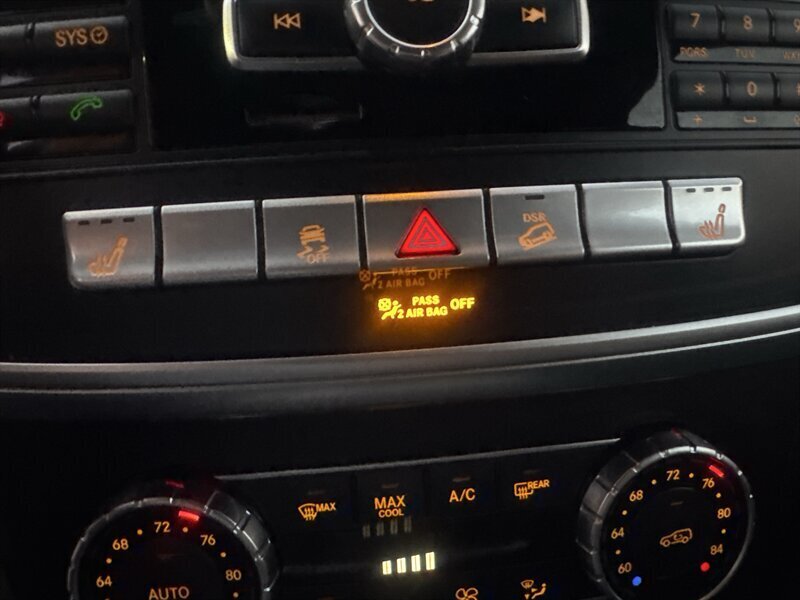 SYS
7 8 9
PQRS TUV WX
* 0 #
+
OFF
DSR
PASS OFF
2 AIR BAG
PASS OFF
2 AIR BAG
MAX
MAX
COOL
A/C
REAR
64 68 72 76 80
AUTO
60 64 68 72 76 80 84